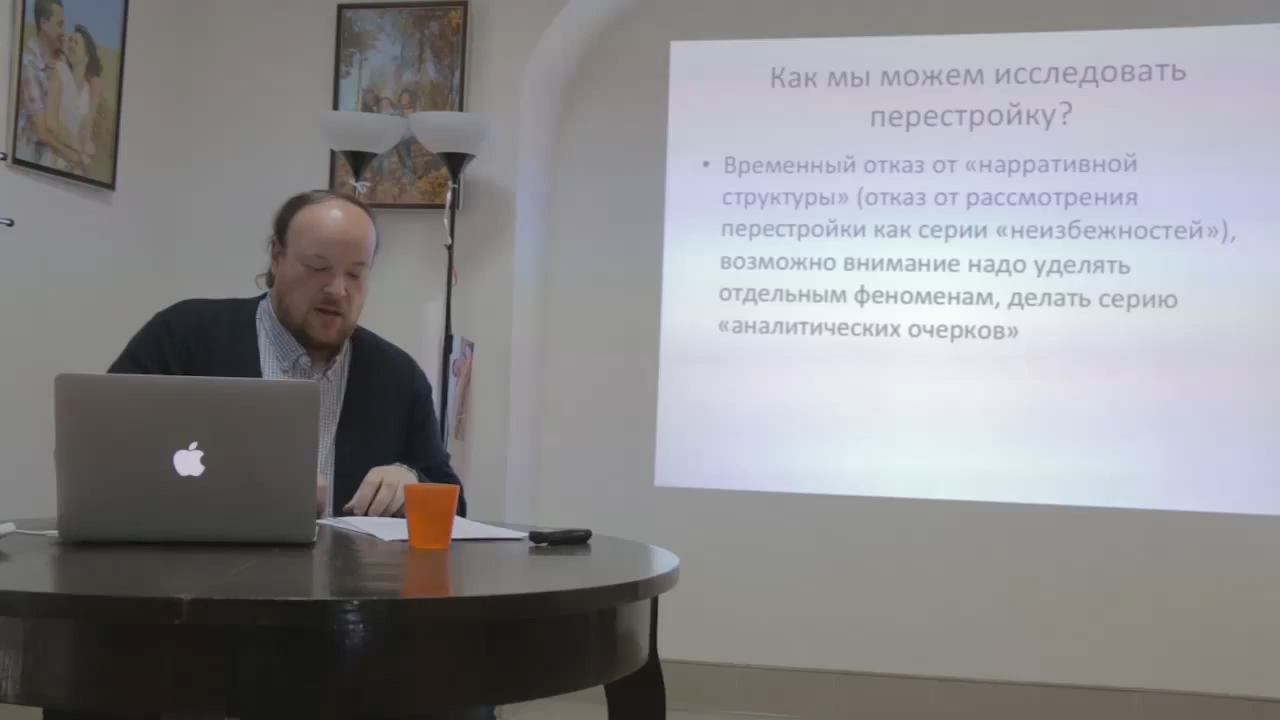 Как мы можем исследовать
перестройку?
• Временный отказ от «нарративной
структуры» (отказ от рассмотрения
перестройки как серии «неизбежностей»),
возможно внимание надо уделять
отдельным феноменам, делать серию
«аналитических очерков»